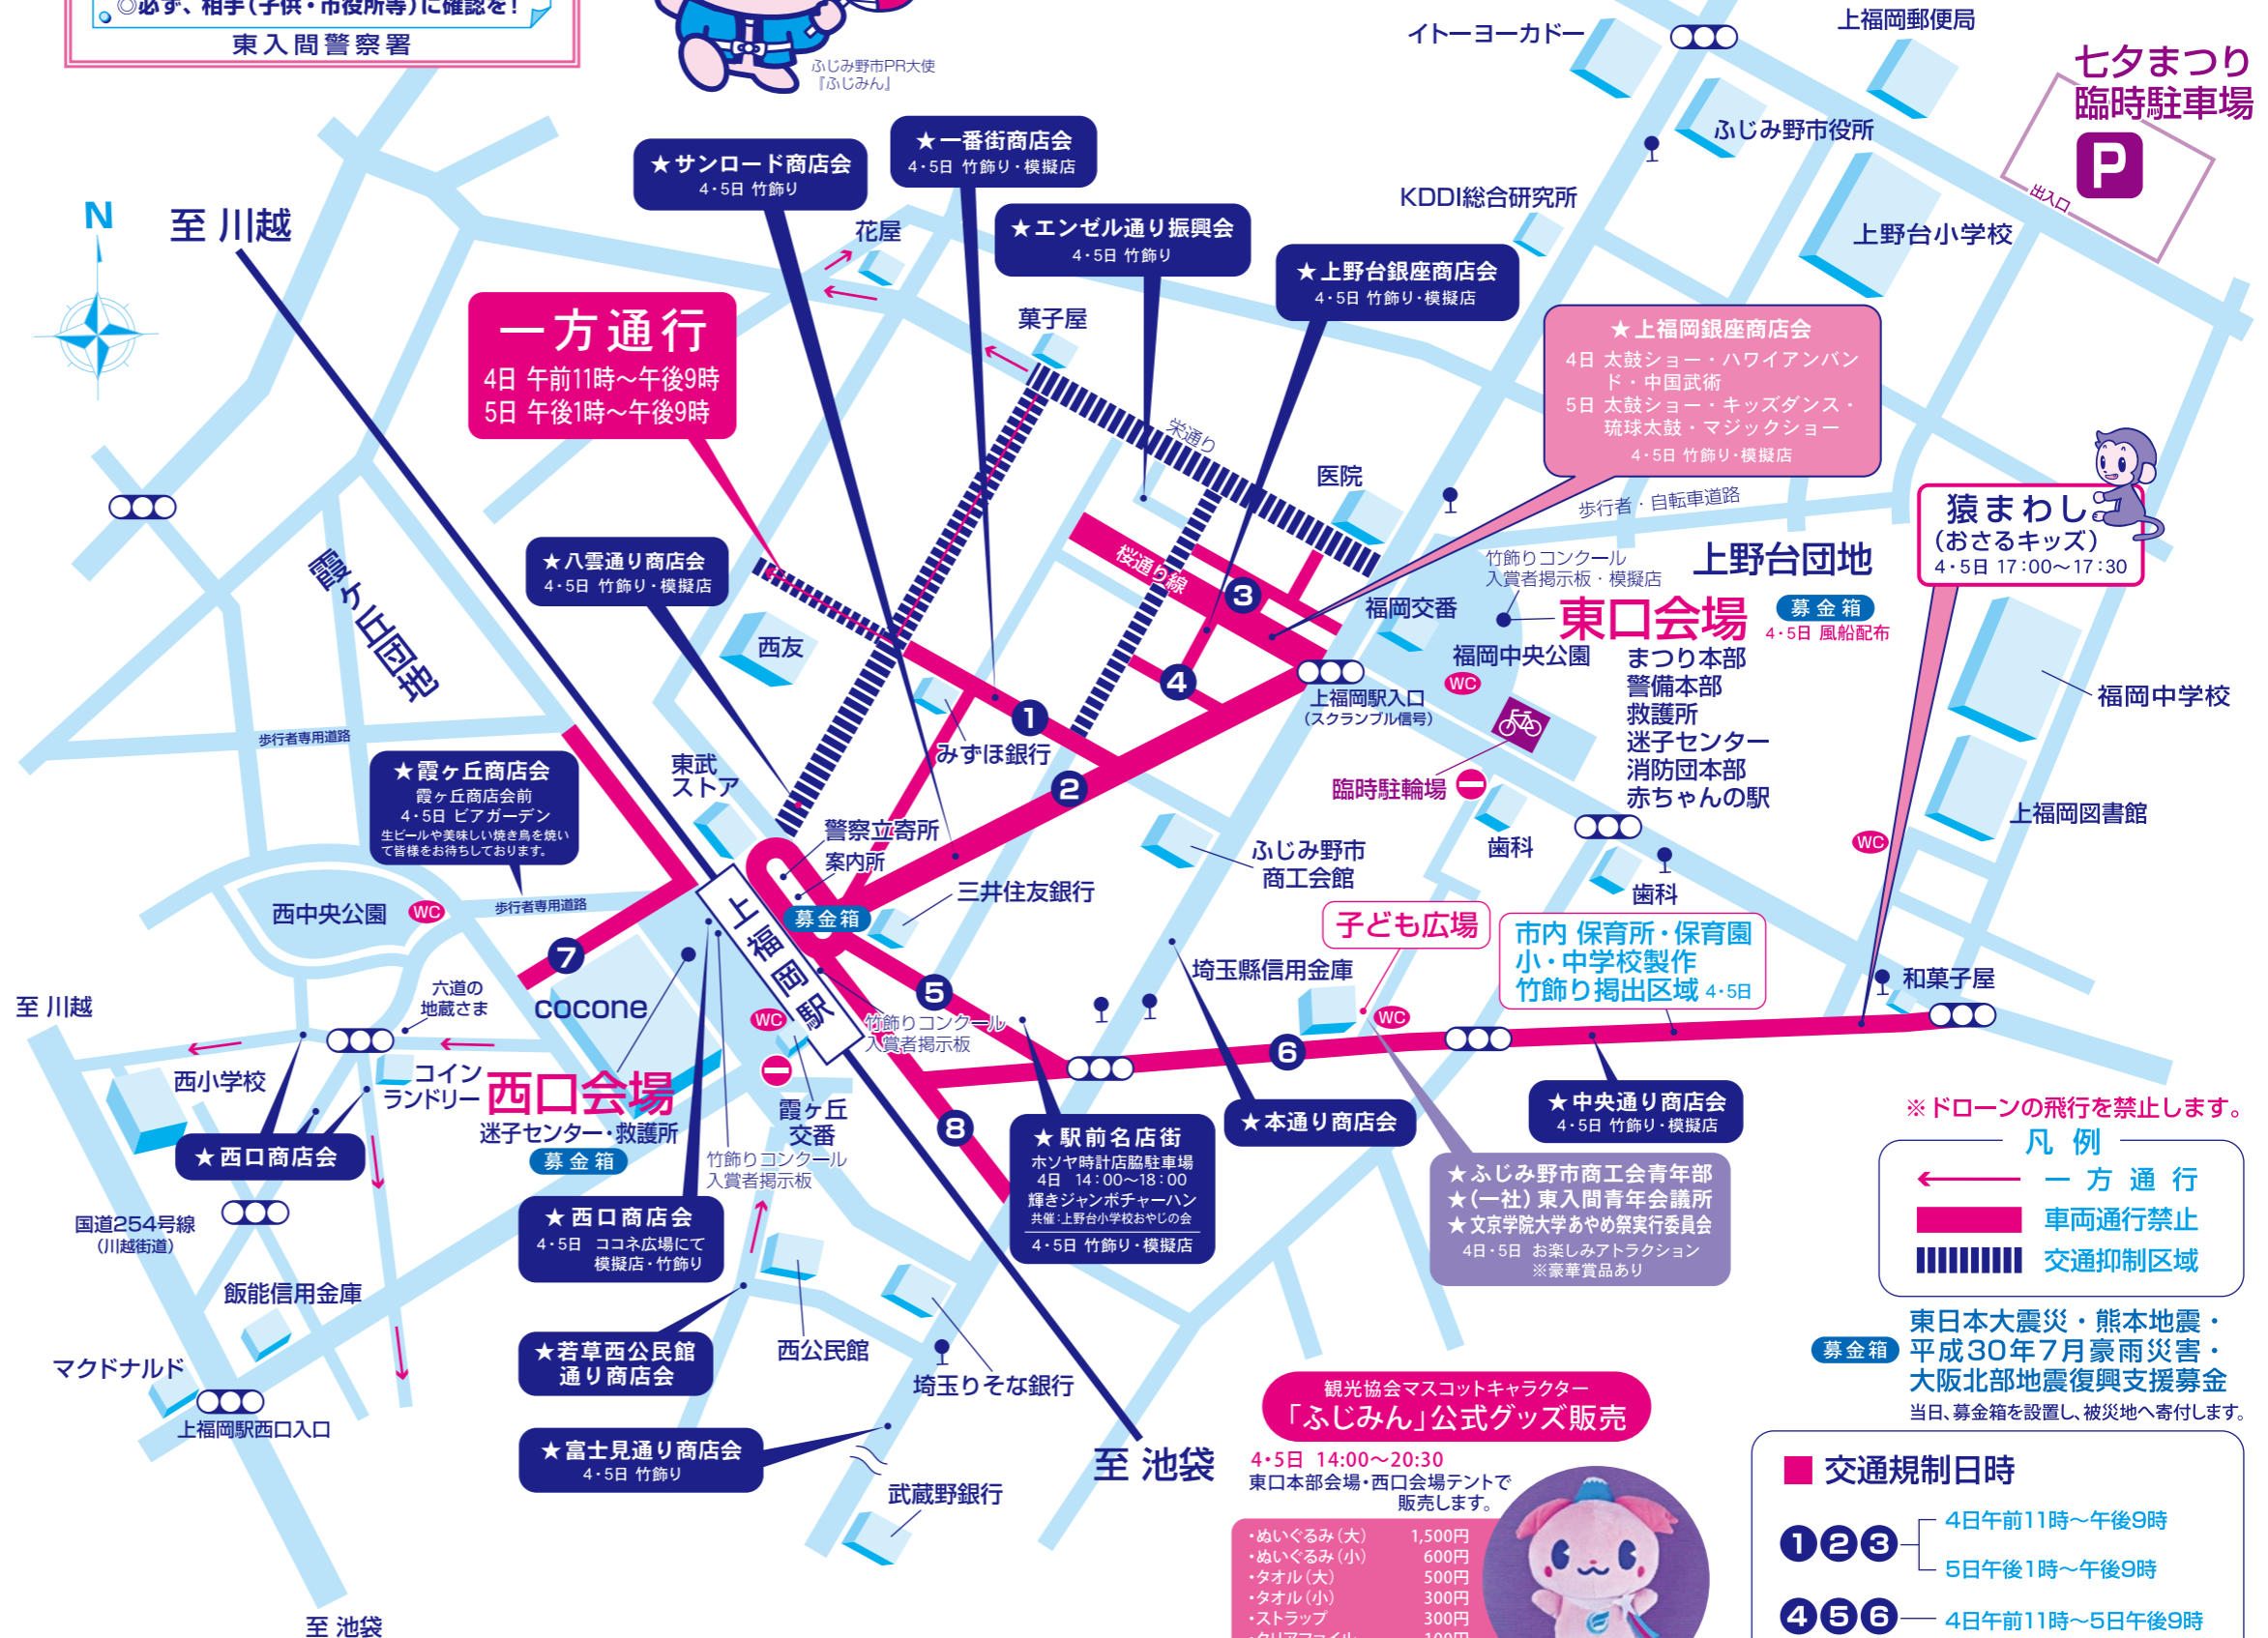 ◎必ず、相手（子供・市役所等）に確認を！
東入間警察署
ふじみ野市PR大使
『ふじみん』
イトーヨーカドー
上福岡郵便局
七夕まつり
臨時駐車場
P
出入口
ふじみ野市役所
KDDI総合研究所
上野台小学校
N
至 川越
★サンロード商店会
4・5日 竹飾り
★一番街商店会
4・5日 竹飾り・模擬店
花屋
★エンゼル通り振興会
4・5日 竹飾り
★上野台銀座商店会
4・5日 竹飾り・模擬店
菓子屋
一方通行
4日 午前11時～午後9時
5日 午後1時～午後9時
★上福岡銀座商店会
4日 太鼓ショー・ハワイアンバン
ド・中国武術
5日 太鼓ショー・キッズダンス・
琉球太鼓・マジックショー
4・5日 竹飾り・模擬店
栄通り
医院
歩行者・自転車道路
猿まわし
（おさるキッズ）
4・5日 17：00～17：30
霞ヶ丘団地
★八雲通り商店会
4・5日 竹飾り・模擬店
西友
桜通り線
3
竹飾りコンクール
入賞者掲示板・模擬店
上野台団地
福岡交番
東口会場
募金箱
4・5日 風船配布
福岡中央公園
WC
まつり本部
警備本部
救護所
迷子センター
消防団本部
赤ちゃんの駅
4
上福岡駅入口
（スクランブル信号）
福岡中学校
1
みずほ銀行
2
臨時駐輪場
歩行者専用道路
★霞ヶ丘商店会
霞ヶ丘商店会前
4・5日 ビアガーデン
生ビールや美味しい焼き鳥を焼い
て皆様をお待ちしております。
東武
ストア
警察立寄所
案内所
募金箱
三井住友銀行
ふじみ野市
商工会館
歯科
歯科
上福岡図書館
WC
西中央公園
WC
歩行者専用道路
上福岡駅
7
cocone
六道の
地蔵さま
至 川越
5
竹飾りコンクール
入賞者掲示板
WC
埼玉縣信用金庫
子ども広場
WC
市内 保育所・保育園
小・中学校製作
竹飾り掲出区域 4・5日
和菓子屋
6
西小学校
コイン
ランドリー
西口会場
迷子センター・救護所
募金箱
霞ヶ丘
交番
竹飾りコンクール
入賞者掲示板
8
★西口商店会
★駅前名店街
ホソヤ時計店脇駐車場
4日 14：00～18：00
輝きジャンボチャーハン
共催：上野台小学校おやじの会
4・5日 竹飾り・模擬店
★本通り商店会
★中央通り商店会
4・5日 竹飾り・模擬店
★ふじみ野市商工会青年部
★（一社）東入間青年会議所
★文京学院大学あやめ祭実行委員会
4日・5日 お楽しみアトラクション
※豪華賞品あり
※ドローンの飛行を禁止します。
凡 例
一 方 通 行
車両通行禁止
交通抑制区域
国道254号線
（川越街道）
★西口商店会
4・5日 ココネ広場にて
模擬店・竹飾り
飯能信用金庫
マクドナルド
上福岡駅西口入口
★若草西公民館
通り商店会
西公民館
埼玉りそな銀行
★富士見通り商店会
4・5日 竹飾り
武蔵野銀行
至 池袋
至 池袋
募金箱
東日本大震災・熊本地震・
平成30年7月豪雨災害・
大阪北部地震復興支援募金
当日、募金箱を設置し、被災地へ寄付します。
観光協会マスコットキャラクター
「ふじみん」公式グッズ販売
4・5日 14:00～20:30
東口本部会場・西口会場テントで
販売します。
・ぬいぐるみ（大） 1,500円
・ぬいぐるみ（小） 600円
・タオル（大） 500円
・タオル（小） 300円
・ストラップ 300円
・クリアファイル 100円
■ 交通規制日時
1 2 3
4日午前11時～午後9時
5日午後1時～午後9時
4 5 6 4日午前11時～5日午後9時